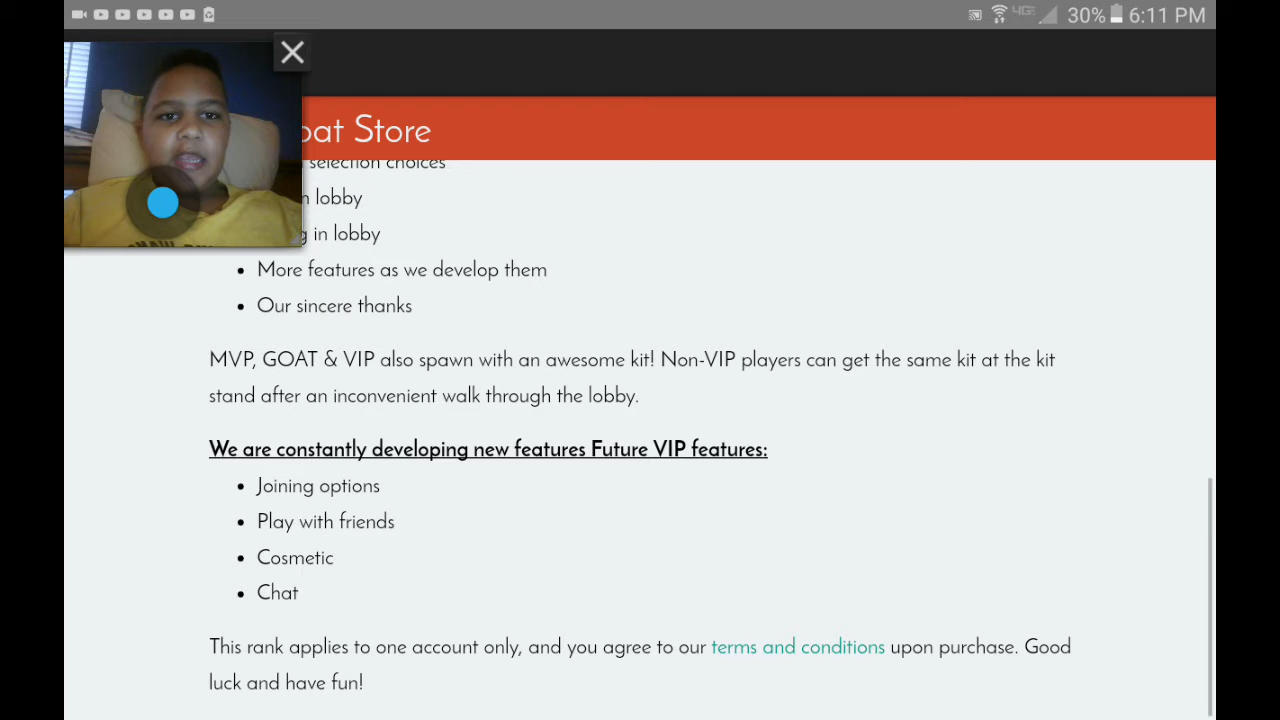 4G LTE 30% 6:11 PM
oat Store
selection choices
n lobby
g in lobby
• More features as we develop them
• Our sincere thanks
MVP, GOAT & VIP also spawn with an awesome kit! Non-VIP players can get the same kit at the kit
stand after an inconvenient walk through the lobby.
We are constantly developing new features Future VIP features:
• Joining options
• Play with friends
• Cosmetic
• Chat
This rank applies to one account only, and you agree to our terms and conditions upon purchase. Good
luck and have fun!